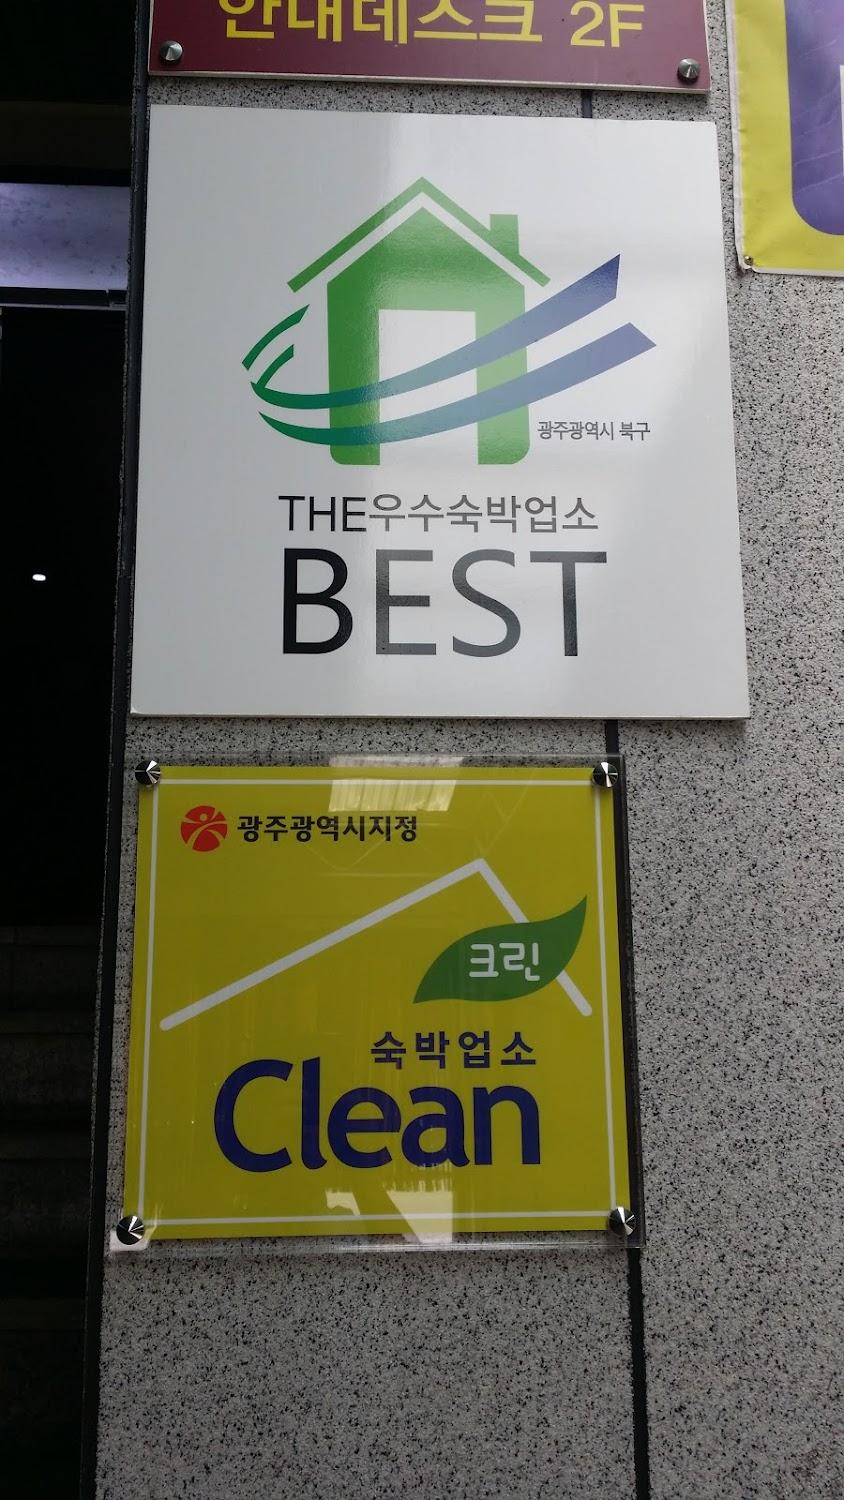 안내데스크 2F
광주광역시 북구
THE우수숙박업소
BEST
광주광역시지정
크린
숙박업소
Clean